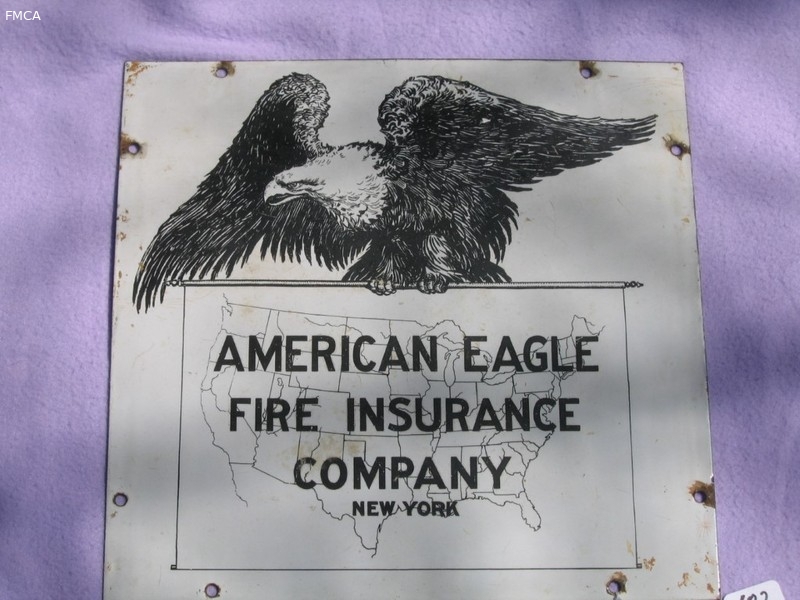 FMCA
AMERICAN EAGLE
FIRE INSURANCE
COMPANY
NEW YORK